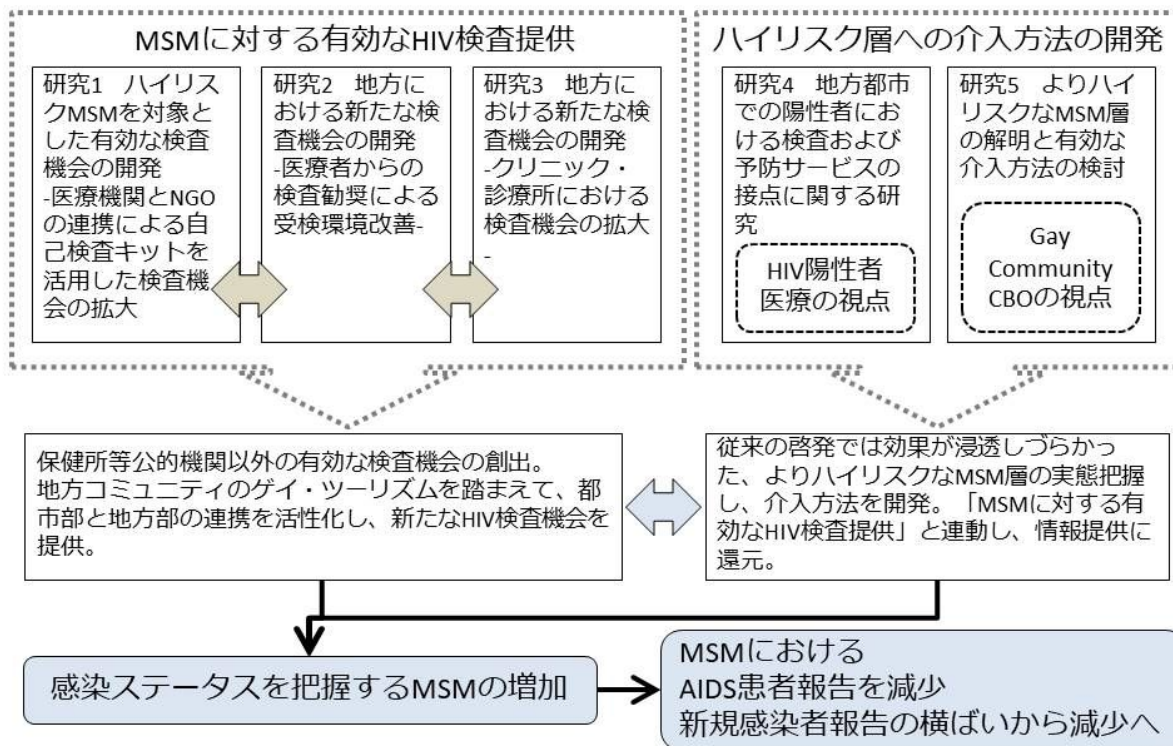 MSMに対する有効なHIV検査提供
研究1　ハイリス
クMSMを対象と
した有効な検査
機会の開発
-医療機関とNGO
の連携による自
己検査キットを
活用した検査機
会の拡大
研究2　地方に
おける新たな検
査機会の開発
-医療者からの
検査勧奨による
受検環境改善-
研究3　地方に
おける新たな検
査機会の開発
-クリニック・
診療所における
検査機会の拡大
-
ハイリスク層への介入方法の開発
研究4　地方都市
での陽性者にお
ける検査および
予防サービスの
接点に関する研
究
HIV陽性者
医療の視点
研究5　よりハイ
リスクなMSM層
の解明と有効な
介入方法の検討
Gay
Community
CBOの視点
保健所等公的機関以外の有効な検査機会の創出。
地方コミュニティのゲイ・ツーリズムを踏まえて、都
市部と地方部の連携を活性化し、新たなHIV検査機会を
提供。
従来の啓発では効果が浸透しづらかっ
た、よりハイリスクなMSM層の実態把握
し、介入方法を開発。「MSMに対する有
効なHIV検査提供」と連動し、情報提供に
還元。
感染ステータスを把握するMSMの増加
MSMにおける
AIDS患者報告を減少
新規感染者報告の横ばいから減少へ